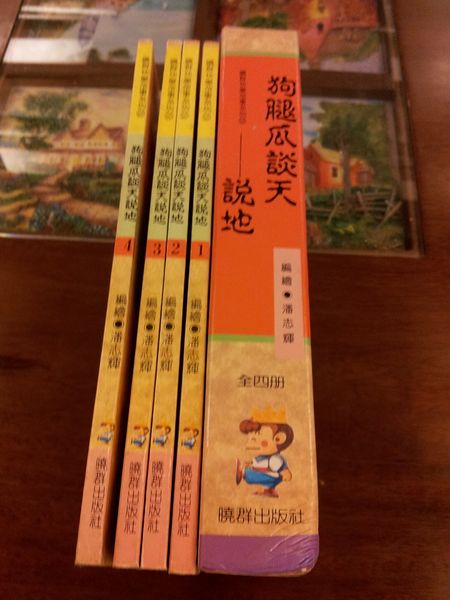 狗腿瓜談天說地
4
編繪●潘志輝
曉群出版社
狗腿瓜談天說地
3
編繪●潘志輝
曉群出版社
狗腿瓜談天說地
2
編繪●潘志輝
曉群出版社
狗腿瓜談天說地
1
編繪●潘志輝
曉群出版社
狗腿瓜談天
——說地
編繪●潘志輝
全四册
曉群出版社